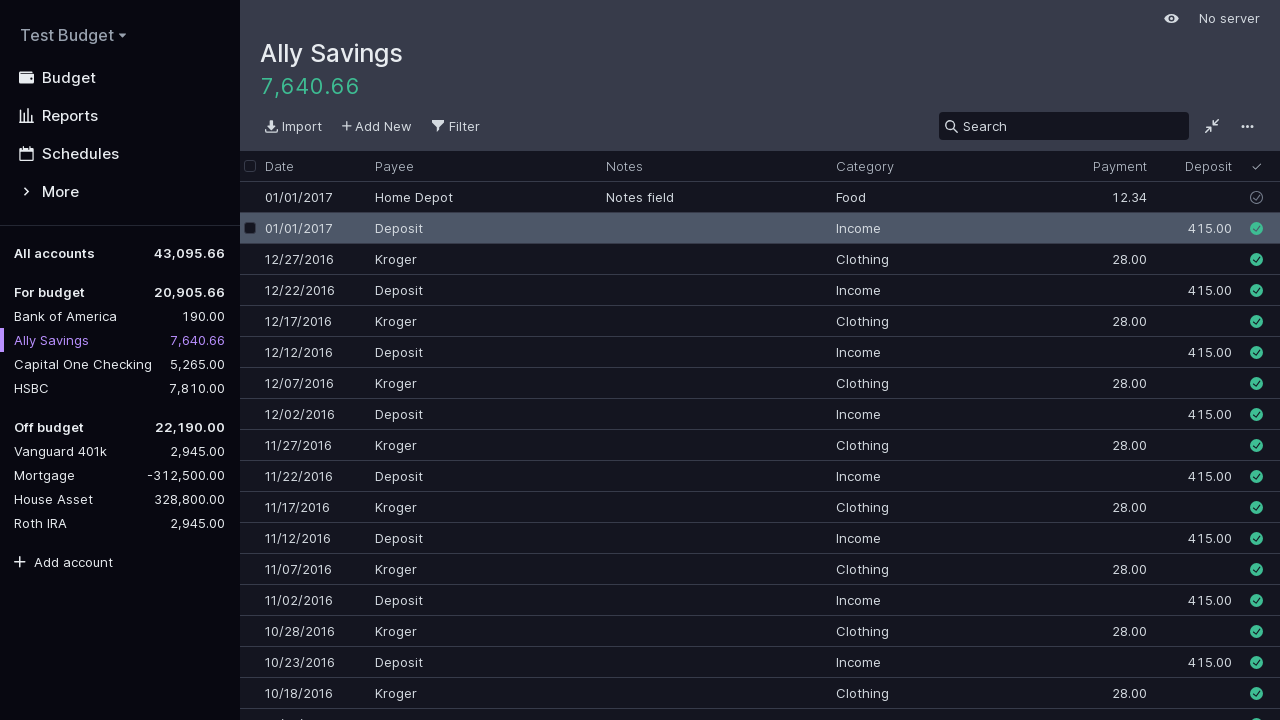 Test Budget
Budget
Reports
Schedules
More
All accounts 43,095.66
For budget 20,905.66
Bank of America 190.00
Ally Savings 7,640.66
Capital One Checking 5,265.00
HSBC 7,810.00
Off budget 22,190.00
Vanguard 401k 2,945.00
Mortgage -312,500.00
House Asset 328,800.00
Roth IRA 2,945.00
Add account
No server
Ally Savings
7,640.66
Import Add New Filter Search
Date Payee Notes Category Payment Deposit
01/01/2017 Home Depot Notes field Food 12.34
01/01/2017 Deposit Income 415.00
12/27/2016 Kroger Clothing 28.00
12/22/2016 Deposit Income 415.00
12/17/2016 Kroger Clothing 28.00
12/12/2016 Deposit Income 415.00
12/07/2016 Kroger Clothing 28.00
12/02/2016 Deposit Income 415.00
11/27/2016 Kroger Clothing 28.00
11/22/2016 Deposit Income 415.00
11/17/2016 Kroger Clothing 28.00
11/12/2016 Deposit Income 415.00
11/07/2016 Kroger Clothing 28.00
11/02/2016 Deposit Income 415.00
10/28/2016 Kroger Clothing 28.00
10/23/2016 Deposit Income 415.00
10/18/2016 Kroger Clothing 28.00